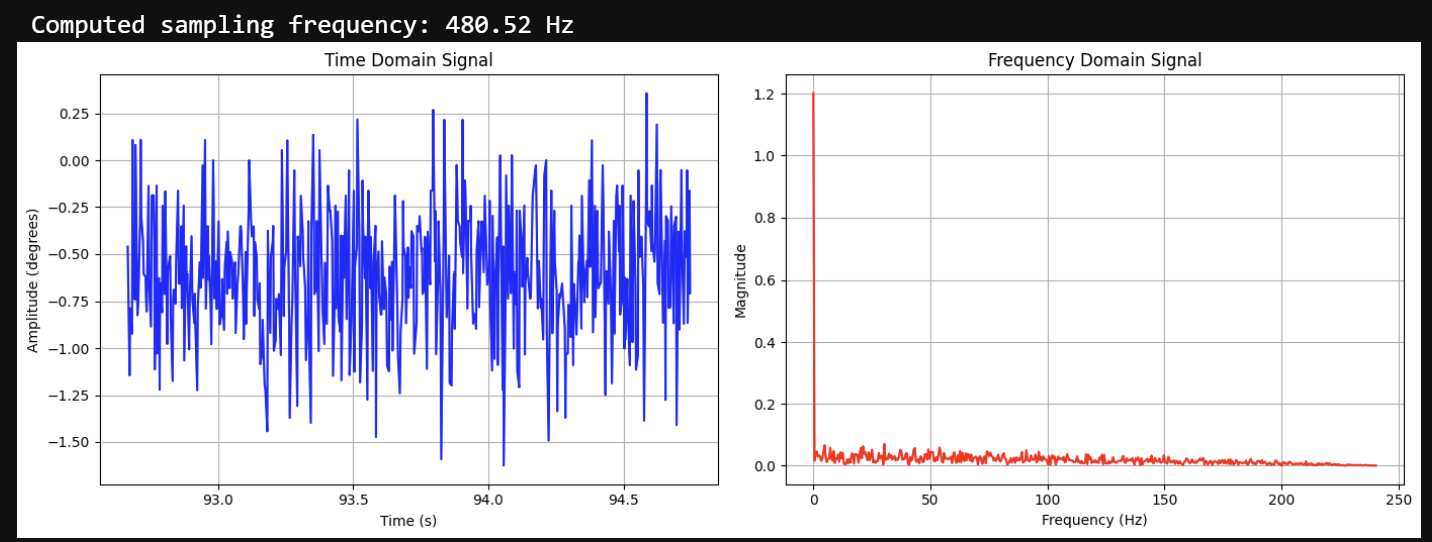 Computed sampling frequency: 480.52 Hz
Time Domain Signal
Amplitude (degrees)
0.25
0.00
−0.25
−0.50
−0.75
−1.00
−1.25
−1.50
93.0 93.5 94.0 94.5
Time (s)
Frequency Domain Signal
Magnitude
1.2
1.0
0.8
0.6
0.4
0.2
0.0
0 50 100 150 200 250
Frequency (Hz)